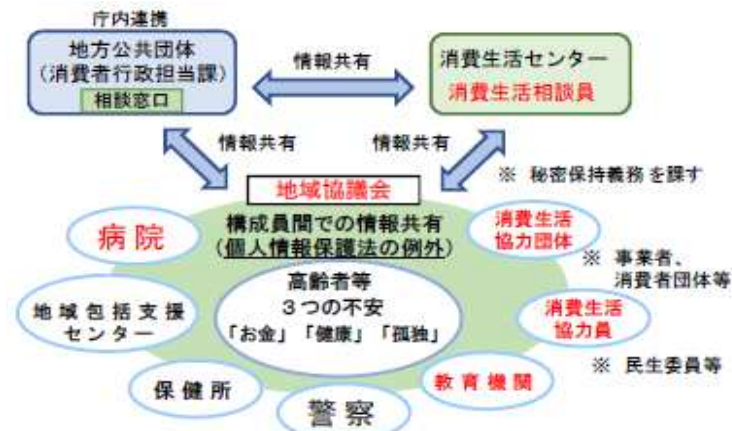 庁内連携
地方公共団体
(消費者行政担当課)
相談窓口
情報共有
消費生活センター
消費生活相談員
情報共有
情報共有
※ 秘密保持義務を課す
地域協議会
構成員間での情報共有
(個人情報保護法の例外)
病院
消費生活
協力団体
※ 事業者、
消費者団体等
高齢者等
3つの不安
「お金」「健康」「孤独」
地域包括支援
センター
消費生活
協力員
※ 民生委員等
保健所
教育機関
警察